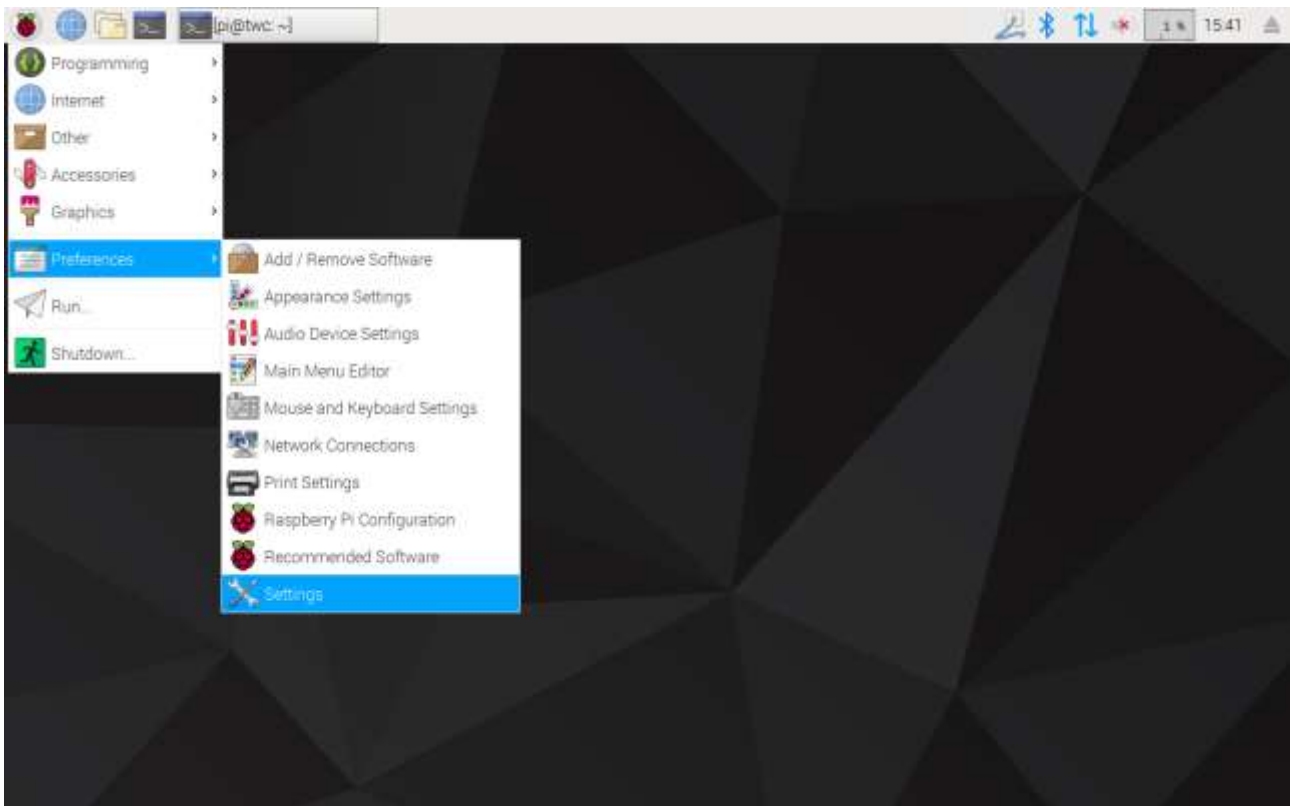 [pi@twc: ~]
1 %
15:41
Programming
Internet
Other
Accessories
Graphics
Preferences
Run...
Shutdown...
Add / Remove Software
Appearance Settings
Audio Device Settings
Main Menu Editor
Mouse and Keyboard Settings
Network Connections
Print Settings
Raspberry Pi Configuration
Recommended Software
Settings